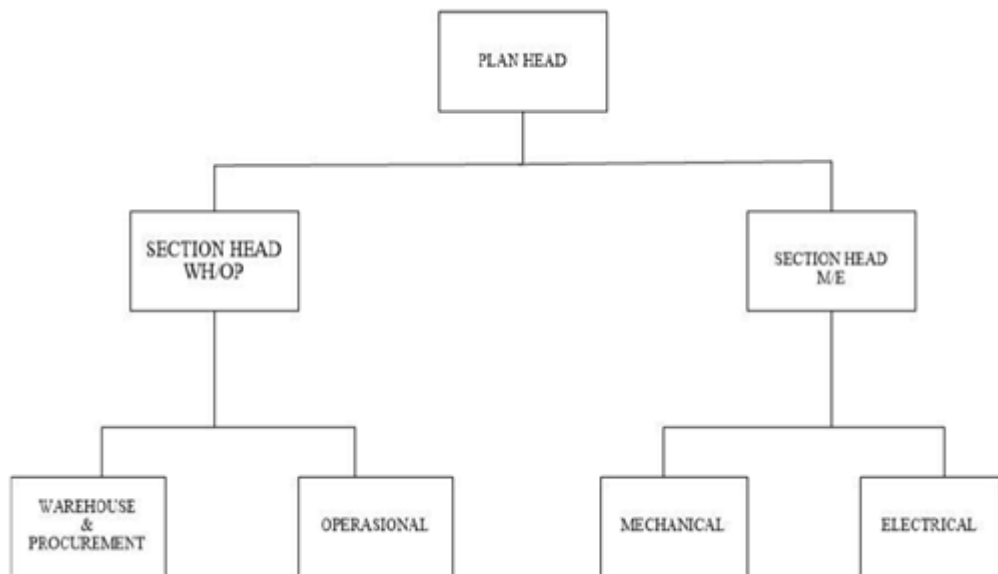 PLAN HEAD
SECTION HEAD
WH/OP
SECTION HEAD
M/E
WAREHOUSE
&
PROCUREMENT
OPERASIONAL
MECHANICAL
ELECTRICAL